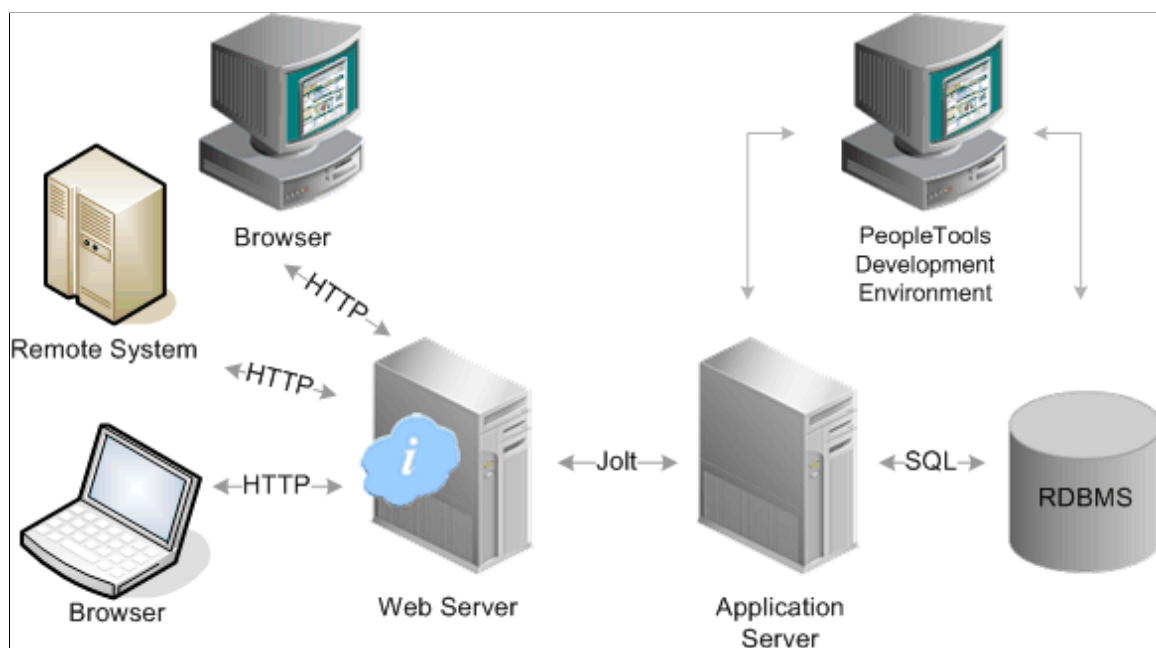 Browser
PeopleTools
Development
Environment
HTTP
Remote System
HTTP
HTTP
i
Jolt
SQL
RDBMS
Browser
Web Server
Application
Server